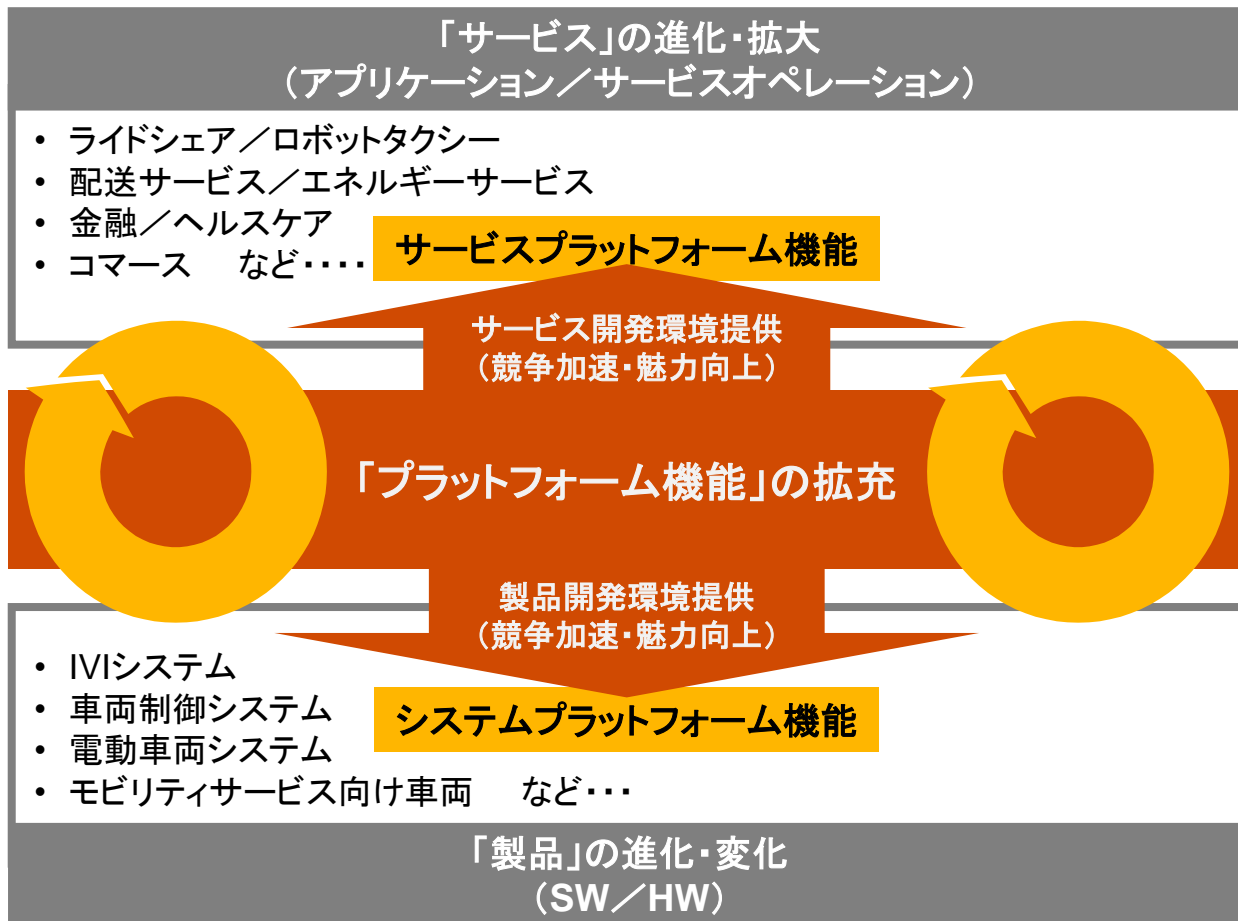 「サービス」の進化・拡大
（アプリケーション／サービスオペレーション）
• ライドシェア／ロボットタクシー
• 配送サービス／エネルギーサービス
• 金融／ヘルスケア
• コマース　など・・・・
サービスプラットフォーム機能
サービス開発環境提供
（競争加速・魅力向上）
「プラットフォーム機能」の拡充
製品開発環境提供
（競争加速・魅力向上）
システムプラットフォーム機能
• IVIシステム
• 車両制御システム
• 電動車両システム
• モビリティサービス向け車両　など・・・
「製品」の進化・変化
（SW／HW）